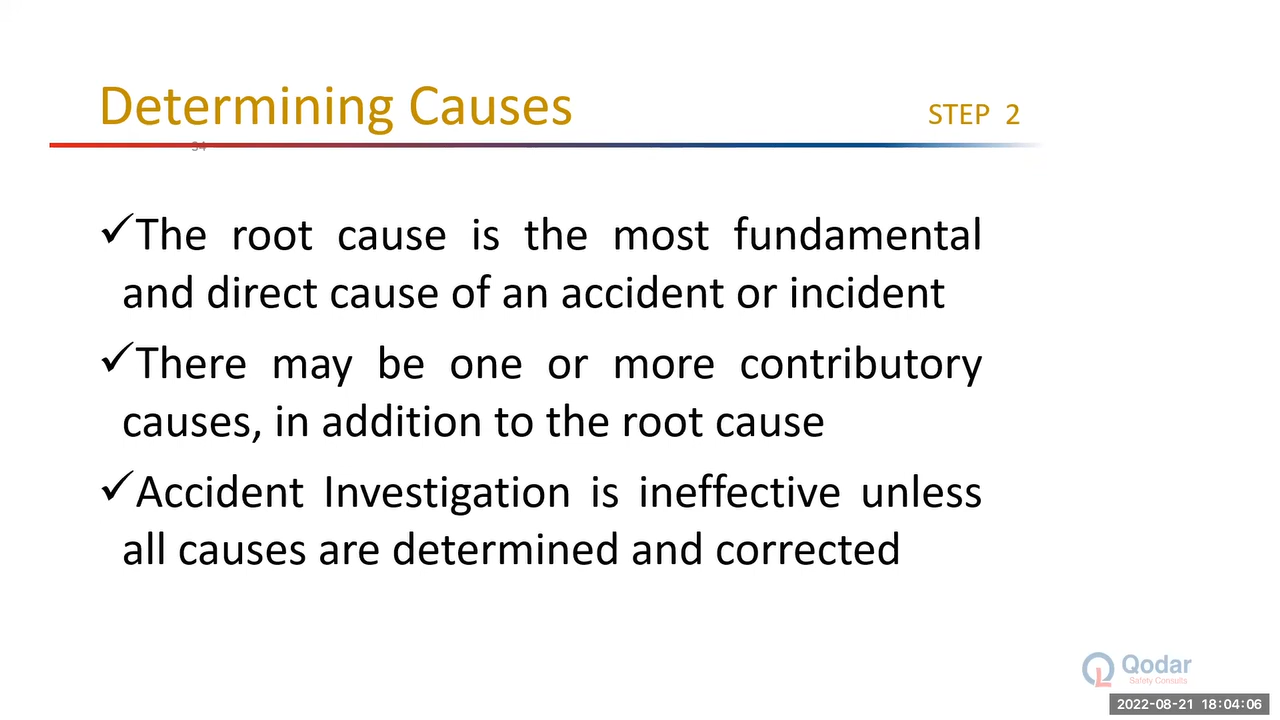 Determining Causes
STEP 2
34
✓The root cause is the most fundamental
and direct cause of an accident or incident
✓There may be one or more contributory
causes, in addition to the root cause
✓Accident Investigation is ineffective unless
all causes are determined and corrected
Qodar
Safety Consults
2022-08-21 18:04:06